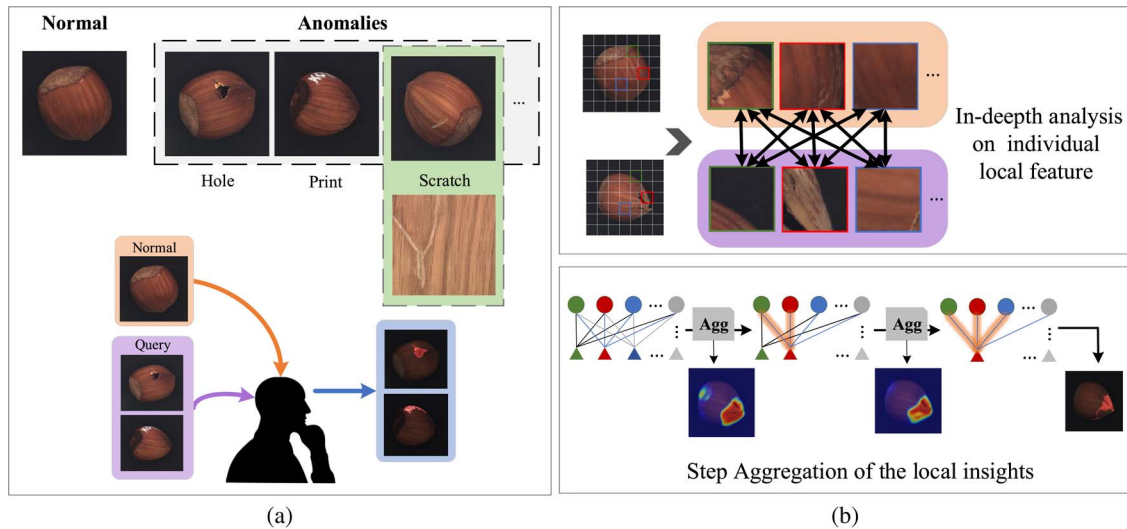 Normal
Anomalies
...
Hole
Print
Scratch
Normal
Query
(a)
...
In-deepth analysis
on individual
local feature
...
...
Agg
...
...
Agg
...
...
...
...
...
...
Step Aggregation of the local insights
(b)